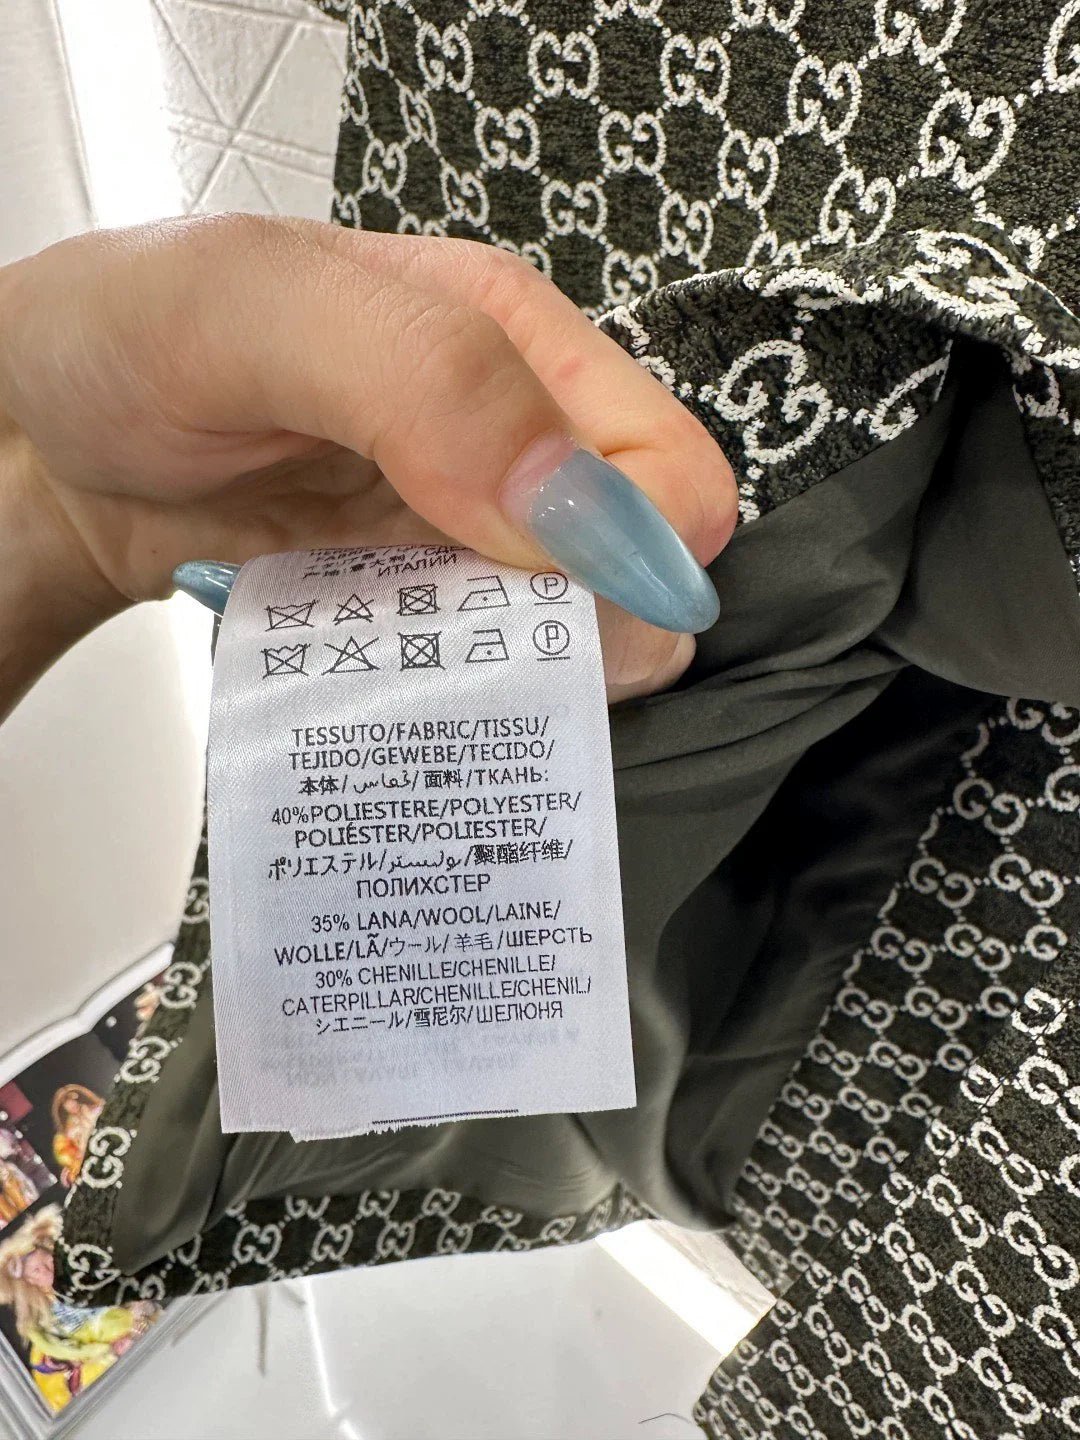 ИТАЛИИ
P
P
TESSUTO/FABRIC/TISSU/
TEJIDO/GEWEBE/TECIDO/
本体/قماش/面料/ТКАНЬ:
40%POLIESTERE/POLYESTER/
POLIÉSTER/POLIESTER/
ポリエステル/بوليستر/聚酯纤维/
ПОЛИХСТЕР
35% LANA/WOOL/LAINE/
WOLLE/LÃ/ウール/羊毛/ШЕРСТЬ
30% CHENILLE/CHENILLE/
CATERPILLAR/CHENILLE/CHENIL/
シエニール/雪尼尔/ШЕЛЮНЯ